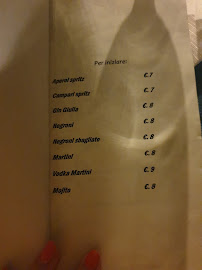 Per iniziare:
Aperol spritz €.7
Campari spritz €.7
Gin Giulia €.8
Negroni €.8
Negroni sbagliato €.8
Martini €.8
Vodka Martini €.9
Mojito €.8